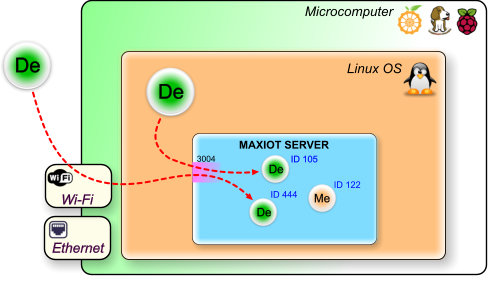 Microcomputer
De
Linux OS
De
MAXIOT SERVER
3004
De
ID 105
ID 122
Me
ID 444
De
Wi Fi
Wi-Fi
Ethernet